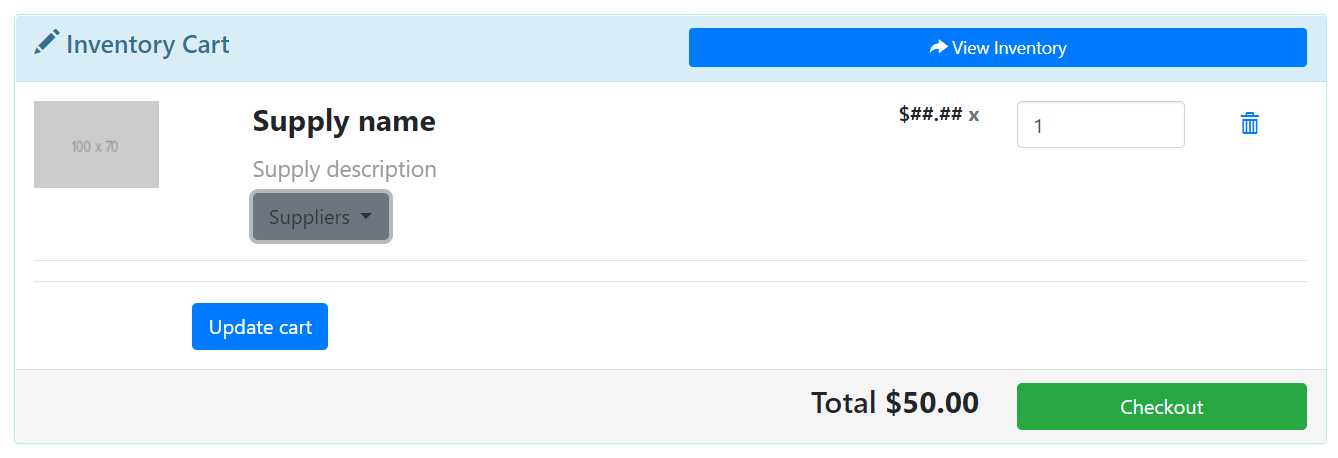 Inventory Cart
View Inventory
100 x 70
Supply name
$##.## x
1
Supply description
Suppliers
Update cart
Total $50.00
Checkout